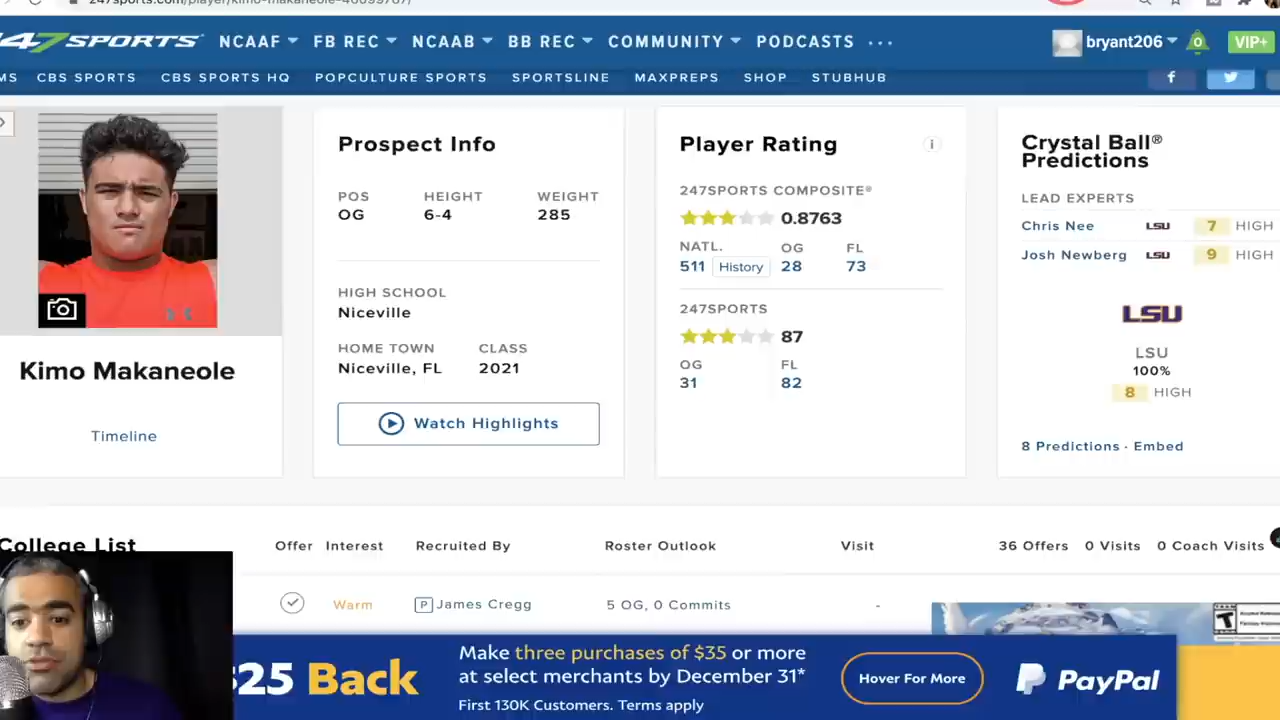 247sports.com/player/kimo-makaneole-46099767/
247SPORTS NCAAF FB REC NCAAB BB REC COMMUNITY PODCASTS ... bryant206 0 VIP+
MS CBS SPORTS CBS SPORTS HQ POPCULTURE SPORTS SPORTSLINE MAXPREPS SHOP STUBHUB
Kimo Makaneole
Timeline
Prospect Info
POS HEIGHT WEIGHT
OG 6-4 285
HIGH SCHOOL
Niceville
HOME TOWN CLASS
Niceville, FL 2021
Watch Highlights
Player Rating
247SPORTS COMPOSITE®
0.8763
NATL. OG FL
511 History 28 73
247SPORTS
87
OG FL
31 82
Crystal Ball®
Predictions
LEAD EXPERTS
Chris Nee LSU 7 HIGH
Josh Newberg LSU 9 HIGH
LSU
LSU
100%
8 HIGH
8 Predictions · Embed
College List Offer Interest Recruited By Roster Outlook Visit 36 Offers 0 Visits 0 Coach Visits
Warm P James Cregg 5 OG, 0 Commits -
$25 Back
Make three purchases of $35 or more
at select merchants by December 31*
First 130K Customers. Terms apply
Hover For More
PayPal